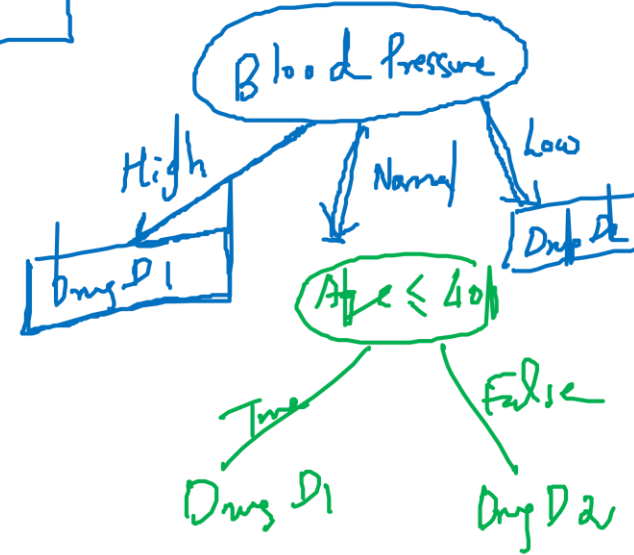 Blood Pressure
High
Normal
Low
Drug D1
Drug D2
Age ≤ 40
True
False
Drug D1
Drug D2